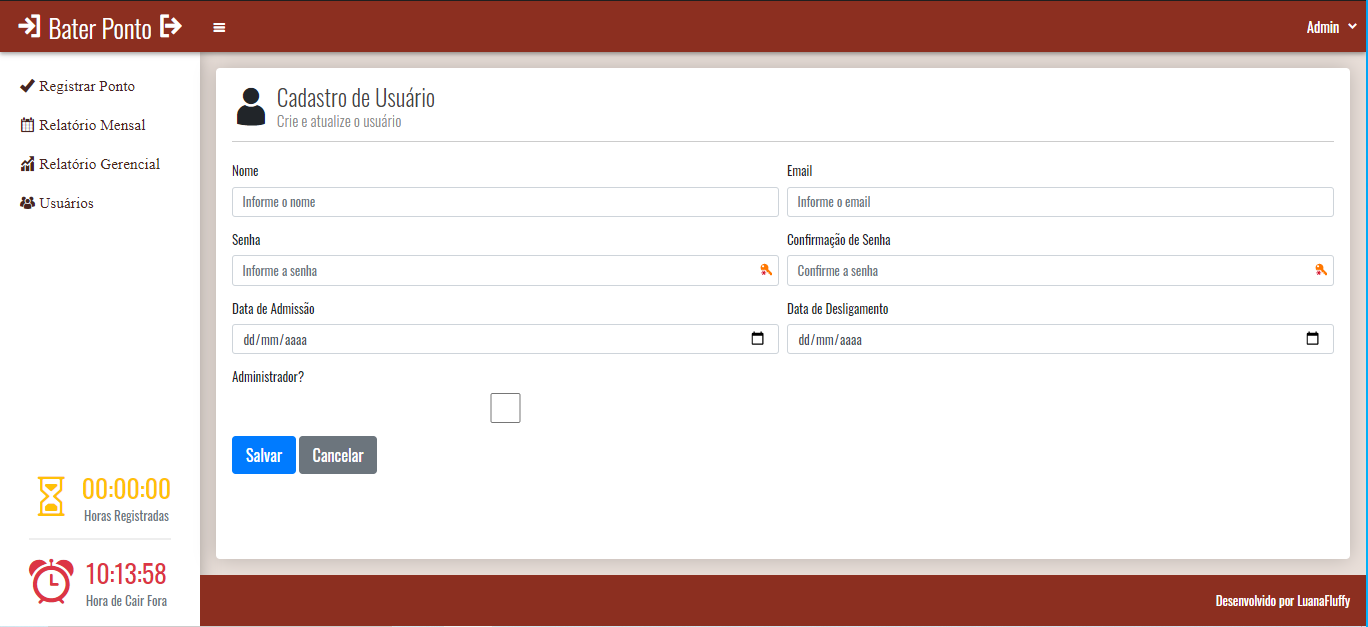 Bater Ponto
Admin
Registrar Ponto
Relatório Mensal
Relatório Gerencial
Usuários
00:00:00
Horas Registradas
10:13:58
Hora de Cair Fora
Cadastro de Usuário
Crie e atualize o usuário
Nome
Email
Informe o nome
Informe o email
Senha
Confirmação de Senha
Informe a senha
Confirme a senha
Data de Admissão
Data de Desligamento
dd/mm/aaaa
dd/mm/aaaa
Administrador?
Salvar
Cancelar
Desenvolvido por LuanaFluffy